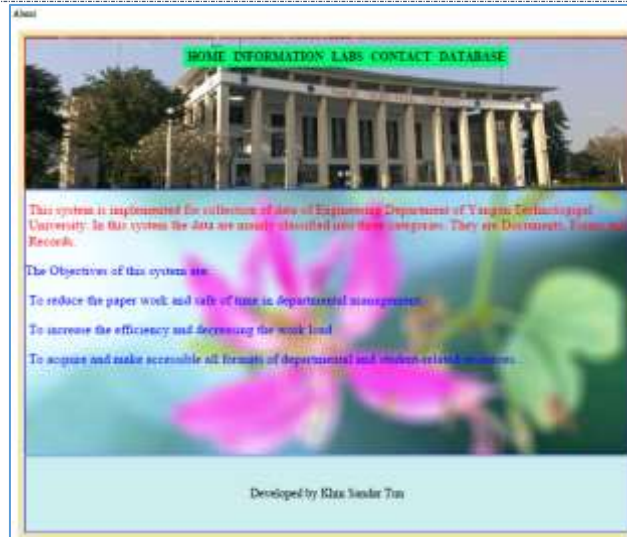 About
HOME INFORMATION LABS CONTACT DATABASE
This system is implemented for collection of data of Engineering Department of Yangon Technological
University. In this system the data are mainly classified into three categories. They are Documents, Forms and
Records.
The Objectives of this system are:
To reduce the paper work and safe of time in departmental management.
To increase the efficiency and decreasing the work load
To acquire and make accessible all formats of departmental and student-related resources.
Developed by Khin Sandar Tun